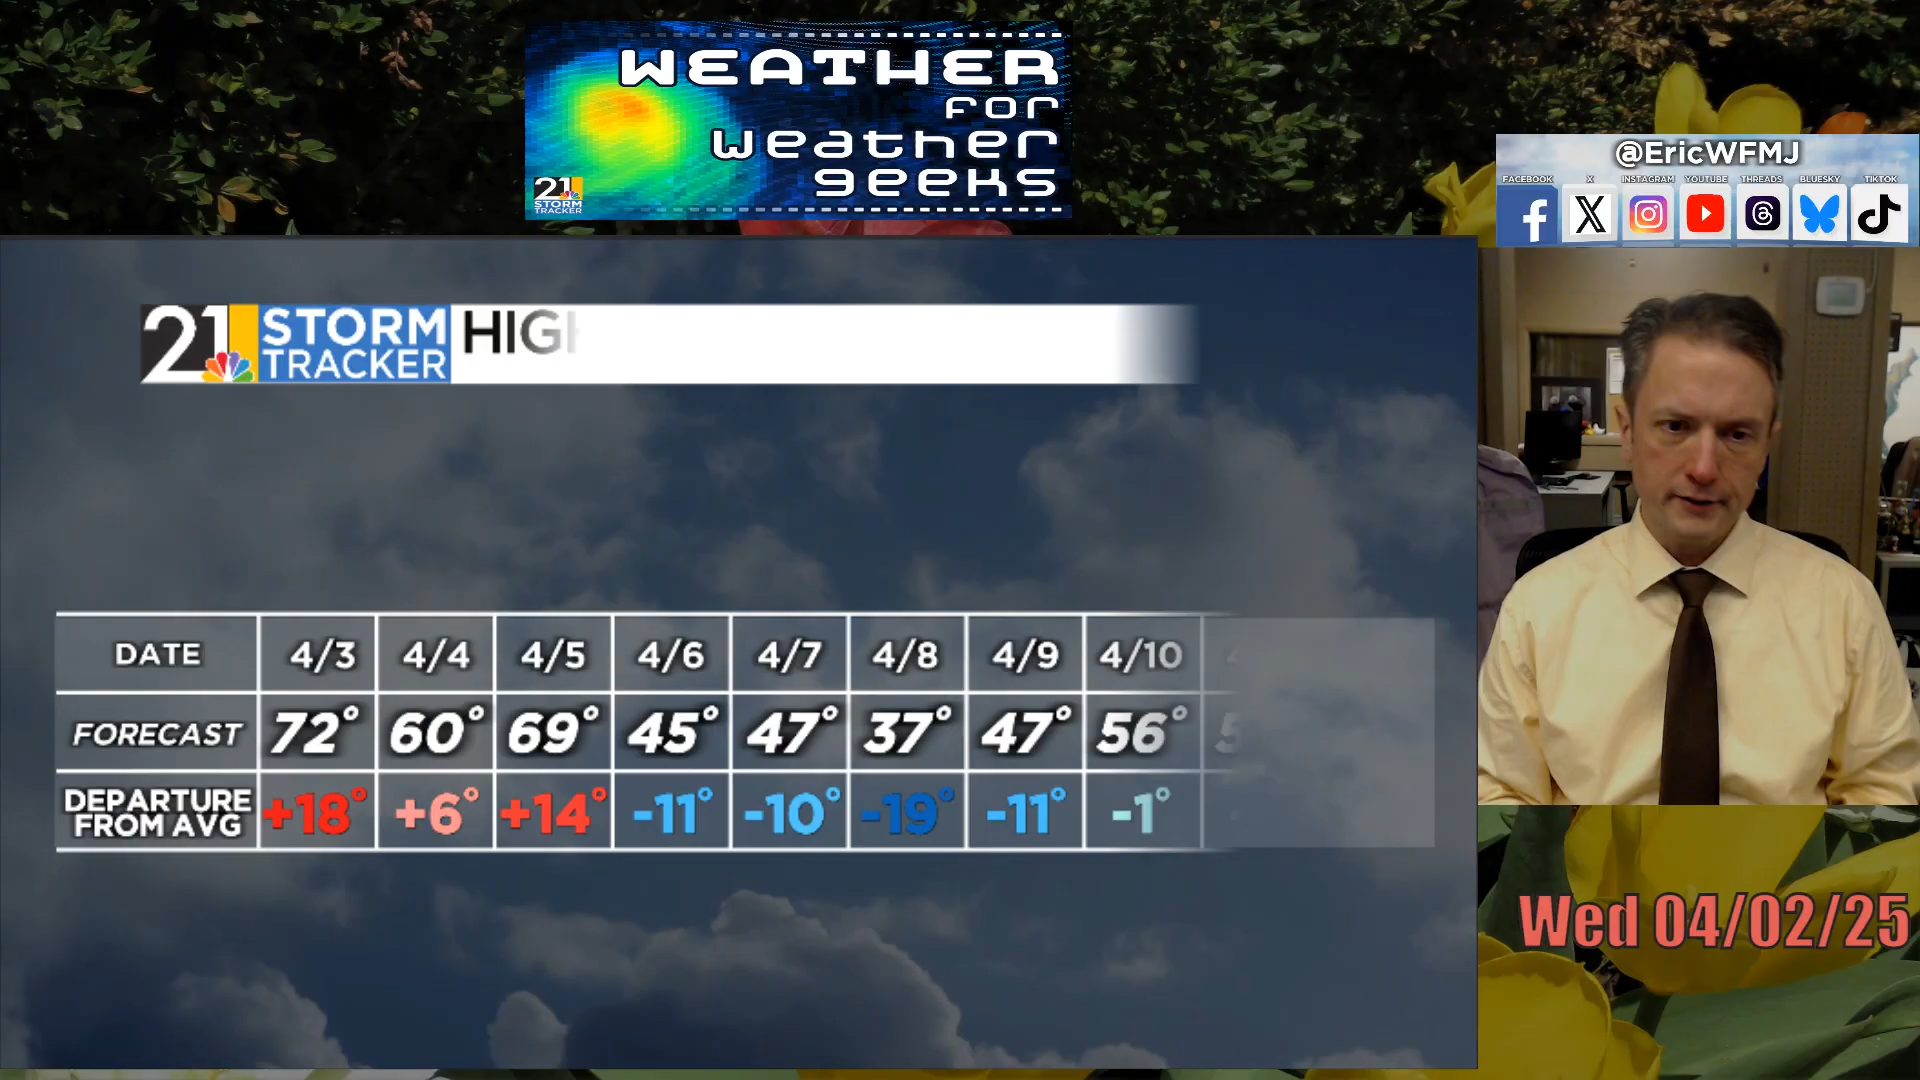 WEATHER
for
weather
geeks
21
STORM
TRACKER
@EricWFMJ
FACEBOOK X INSTAGRAM YOUTUBE THREADS BLUESKY TIKTOK
21 STORM
TRACKER
HIGH
DATE 4/3 4/4 4/5 4/6 4/7 4/8 4/9 4/10
FORECAST 72° 60° 69° 45° 47° 37° 47° 56°
DEPARTURE
FROM AVG +18° +6° +14° -11° -10° -19° -11° -1°
Wed 04/02/25